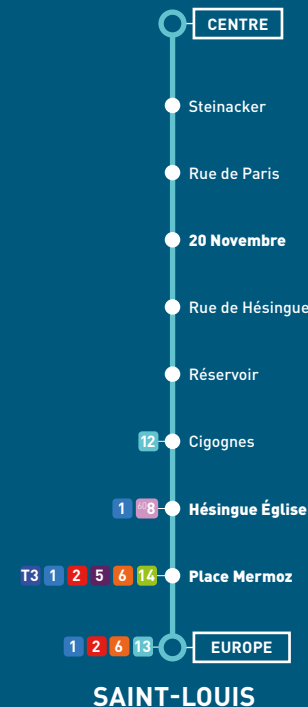 CENTRE
Steinacker
Rue de Paris
20 Novembre
Rue de Hésingue
Réservoir
12 Cigognes
1 608 Hésingue Église
T3 1 2 5 6 14 Place Mermoz
1 2 6 13 EUROPE
SAINT-LOUIS